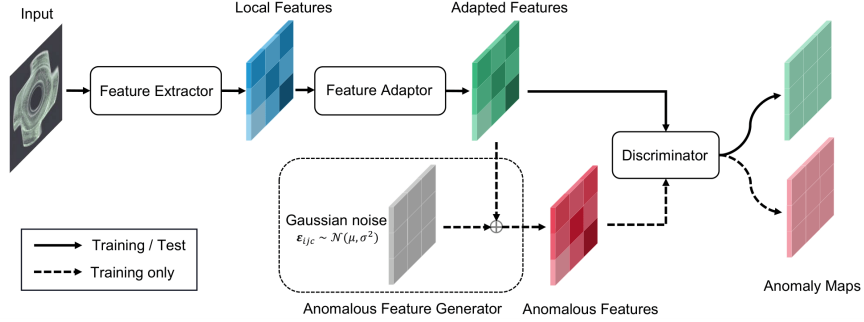 Input
Local Features
Adapted Features
Feature Extractor
Feature Adaptor
Discriminator
Gaussian noise
𝜺ᵢⱼ𝑐 ~ 𝒩(𝜇, 𝜎²)
Training / Test
Training only
Anomalous Feature Generator
Anomalous Features
Anomaly Maps